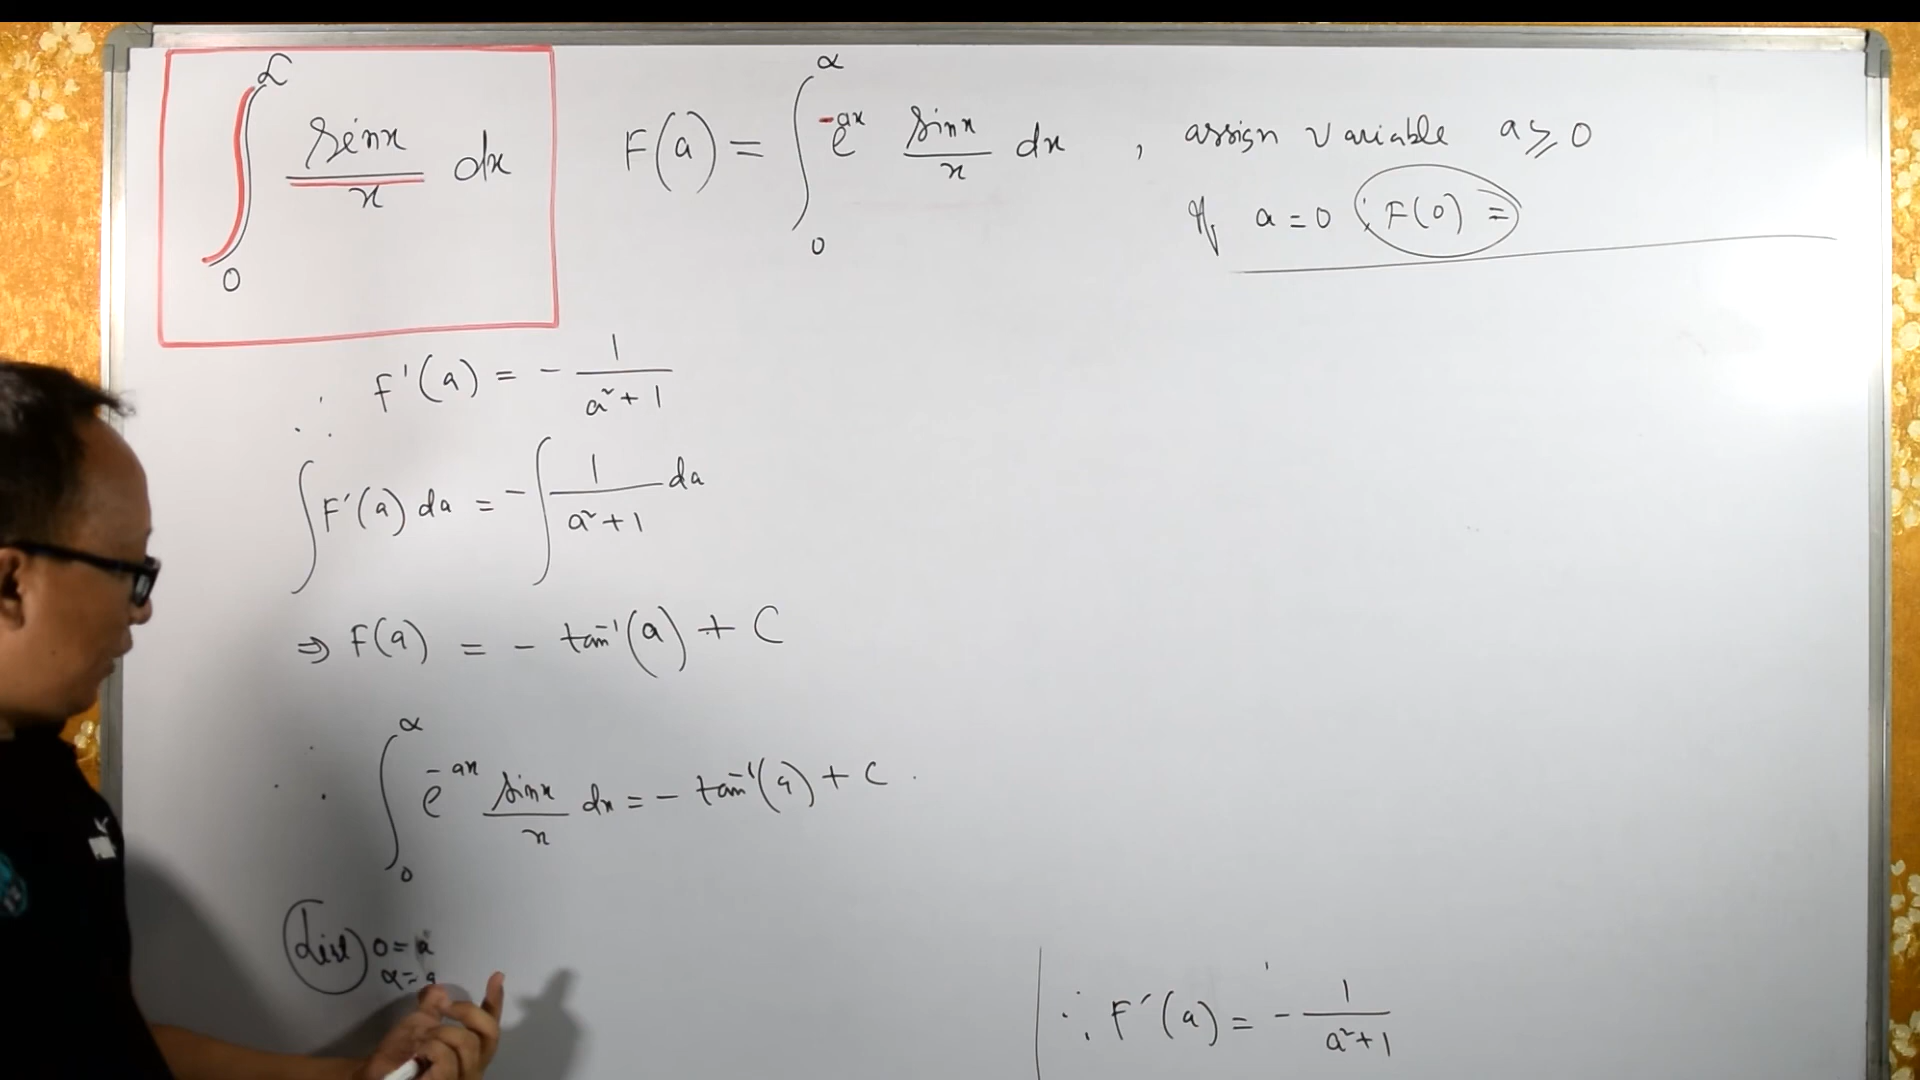 ∫₀^∝ sinx/x dx
F(a) = ∫₀^∝ e^-ax sinx/x dx , assign variable a ⩾ 0
If a = 0 ; F(0) =
∴ F'(a) = - 1/(a²+1)
∫F'(a) da = - ∫ 1/(a²+1) da
⇒ F(a) = - tan⁻¹(a) + C
∴ ∫₀^∝ e^-ax sinx/x dx = - tan⁻¹(a) + C .
0 = a
∝ = a
∴ F'(a) = - 1/(a²+1)